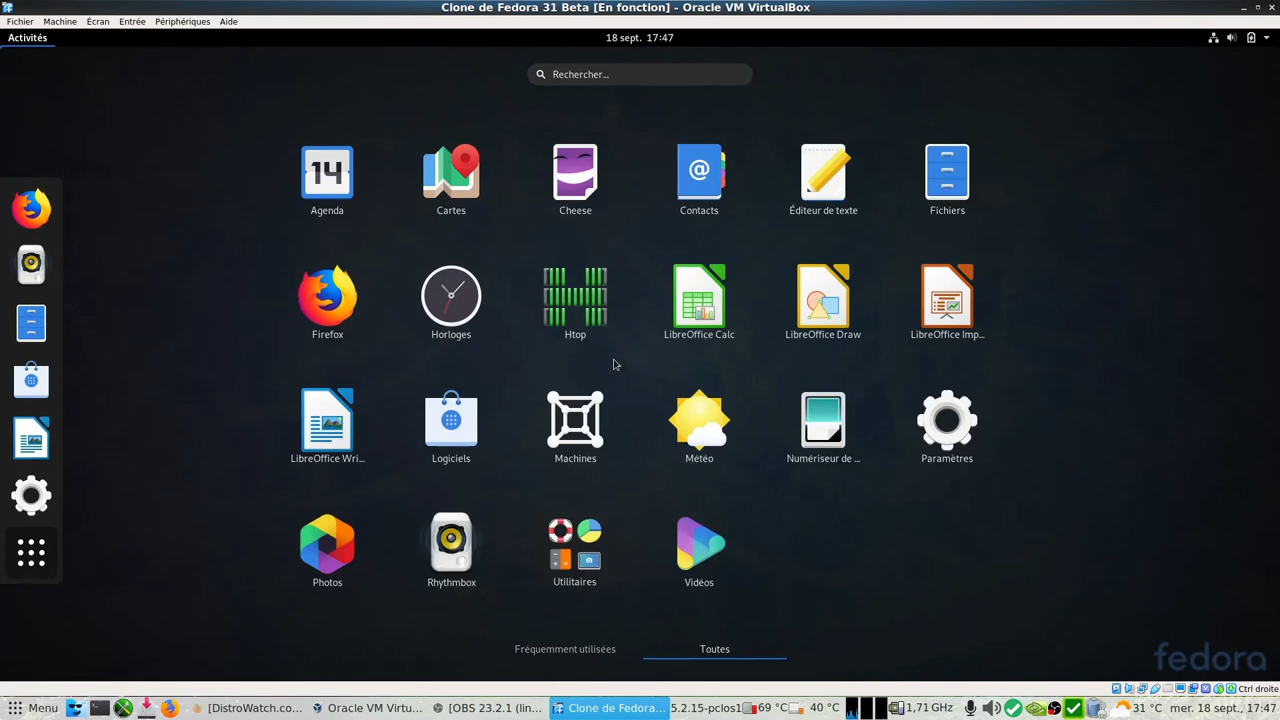 Clone de Fedora 31 Beta [En fonction] - Oracle VM VirtualBox
Fichier Machine Écran Entrée Périphériques Aide
Activités 18 sept. 17:47
Rechercher...
14
@
Agenda Cartes Cheese Contacts Éditeur de texte Fichiers
Firefox Horloges Htop LibreOffice Calc LibreOffice Draw LibreOffice Imp...
LibreOffice Wri... Logiciels Machines Météo Numériseur de ... Paramètres
Photos Rhythmbox Utilitaires Vidéos
Fréquemment utilisées Toutes
fedora
Ctrl droite
Menu [DistroWatch.co... Oracle VM Virtu... [OBS 23.2.1 (lin... Clone de Fedora... 5.2.15-pclos1 69 °C 40 °C 1,71 GHz 31 °C mer. 18 sept., 17:47